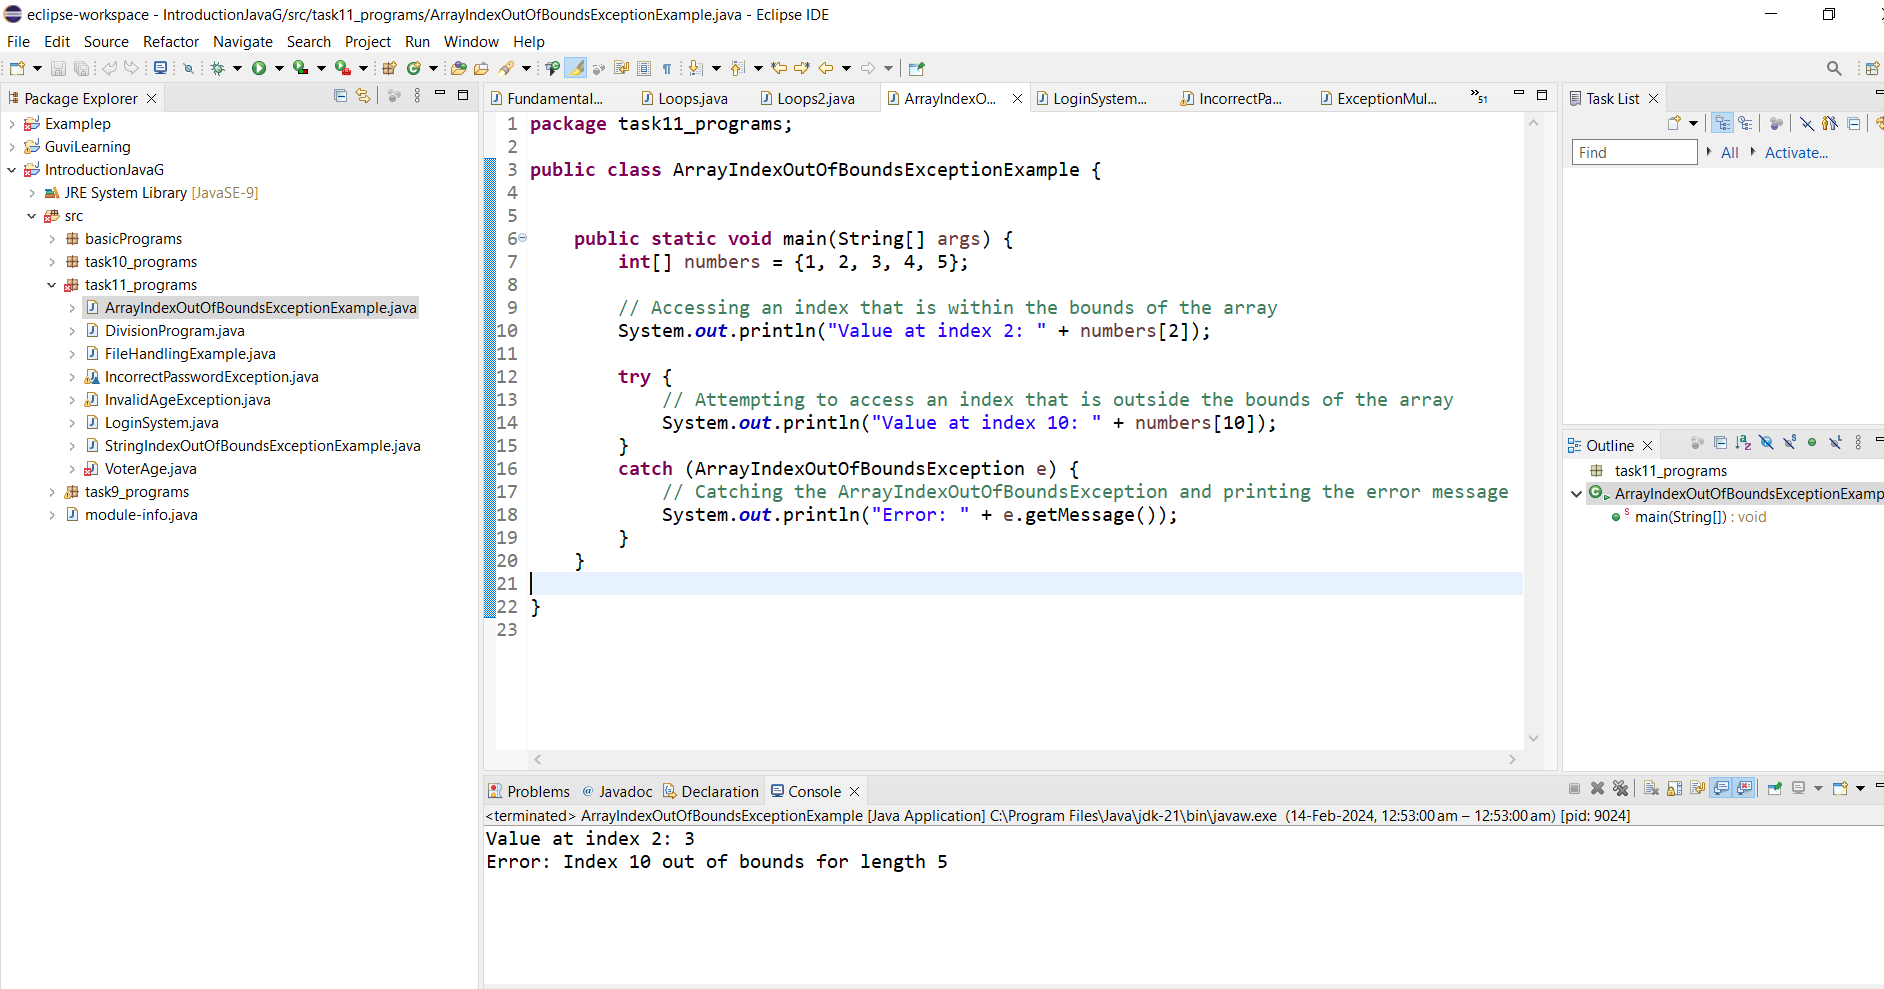 eclipse-workspace - IntroductionJavaG/src/task11_programs/ArrayIndexOutOfBoundsExceptionExample.java - Eclipse IDE
File Edit Source Refactor Navigate Search Project Run Window Help
Package Explorer
Examplep
GuviLearning
IntroductionJavaG
JRE System Library [JavaSE-9]
src
basicPrograms
task10_programs
task11_programs
ArrayIndexOutOfBoundsExceptionExample.java
DivisionProgram.java
FileHandlingExample.java
IncorrectPasswordException.java
InvalidAgeException.java
LoginSystem.java
StringIndexOutOfBoundsExceptionExample.java
VoterAge.java
task9_programs
module-info.java
Fundamental... Loops.java Loops2.java ArrayIndexO... LoginSystem... IncorrectPa... ExceptionMul... »51
1 package task11_programs;
2
3 public class ArrayIndexOutOfBoundsExceptionExample {
4
5
6 public static void main(String[] args) {
7 int[] numbers = {1, 2, 3, 4, 5};
8
9 // Accessing an index that is within the bounds of the array
10 System.out.println("Value at index 2: " + numbers[2]);
11
12 try {
13 // Attempting to access an index that is outside the bounds of the array
14 System.out.println("Value at index 10: " + numbers[10]);
15 }
16 catch (ArrayIndexOutOfBoundsException e) {
17 // Catching the ArrayIndexOutOfBoundsException and printing the error message
18 System.out.println("Error: " + e.getMessage());
19 }
20 }
21
22 }
23
Task List
Find All Activate...
Outline
task11_programs
ArrayIndexOutOfBoundsExceptionExamp
main(String[]) : void
Problems Javadoc Declaration Console
<terminated> ArrayIndexOutOfBoundsExceptionExample [Java Application] C:\Program Files\Java\jdk-21\bin\javaw.exe (14-Feb-2024, 12:53:00 am – 12:53:00 am) [pid: 9024]
Value at index 2: 3
Error: Index 10 out of bounds for length 5